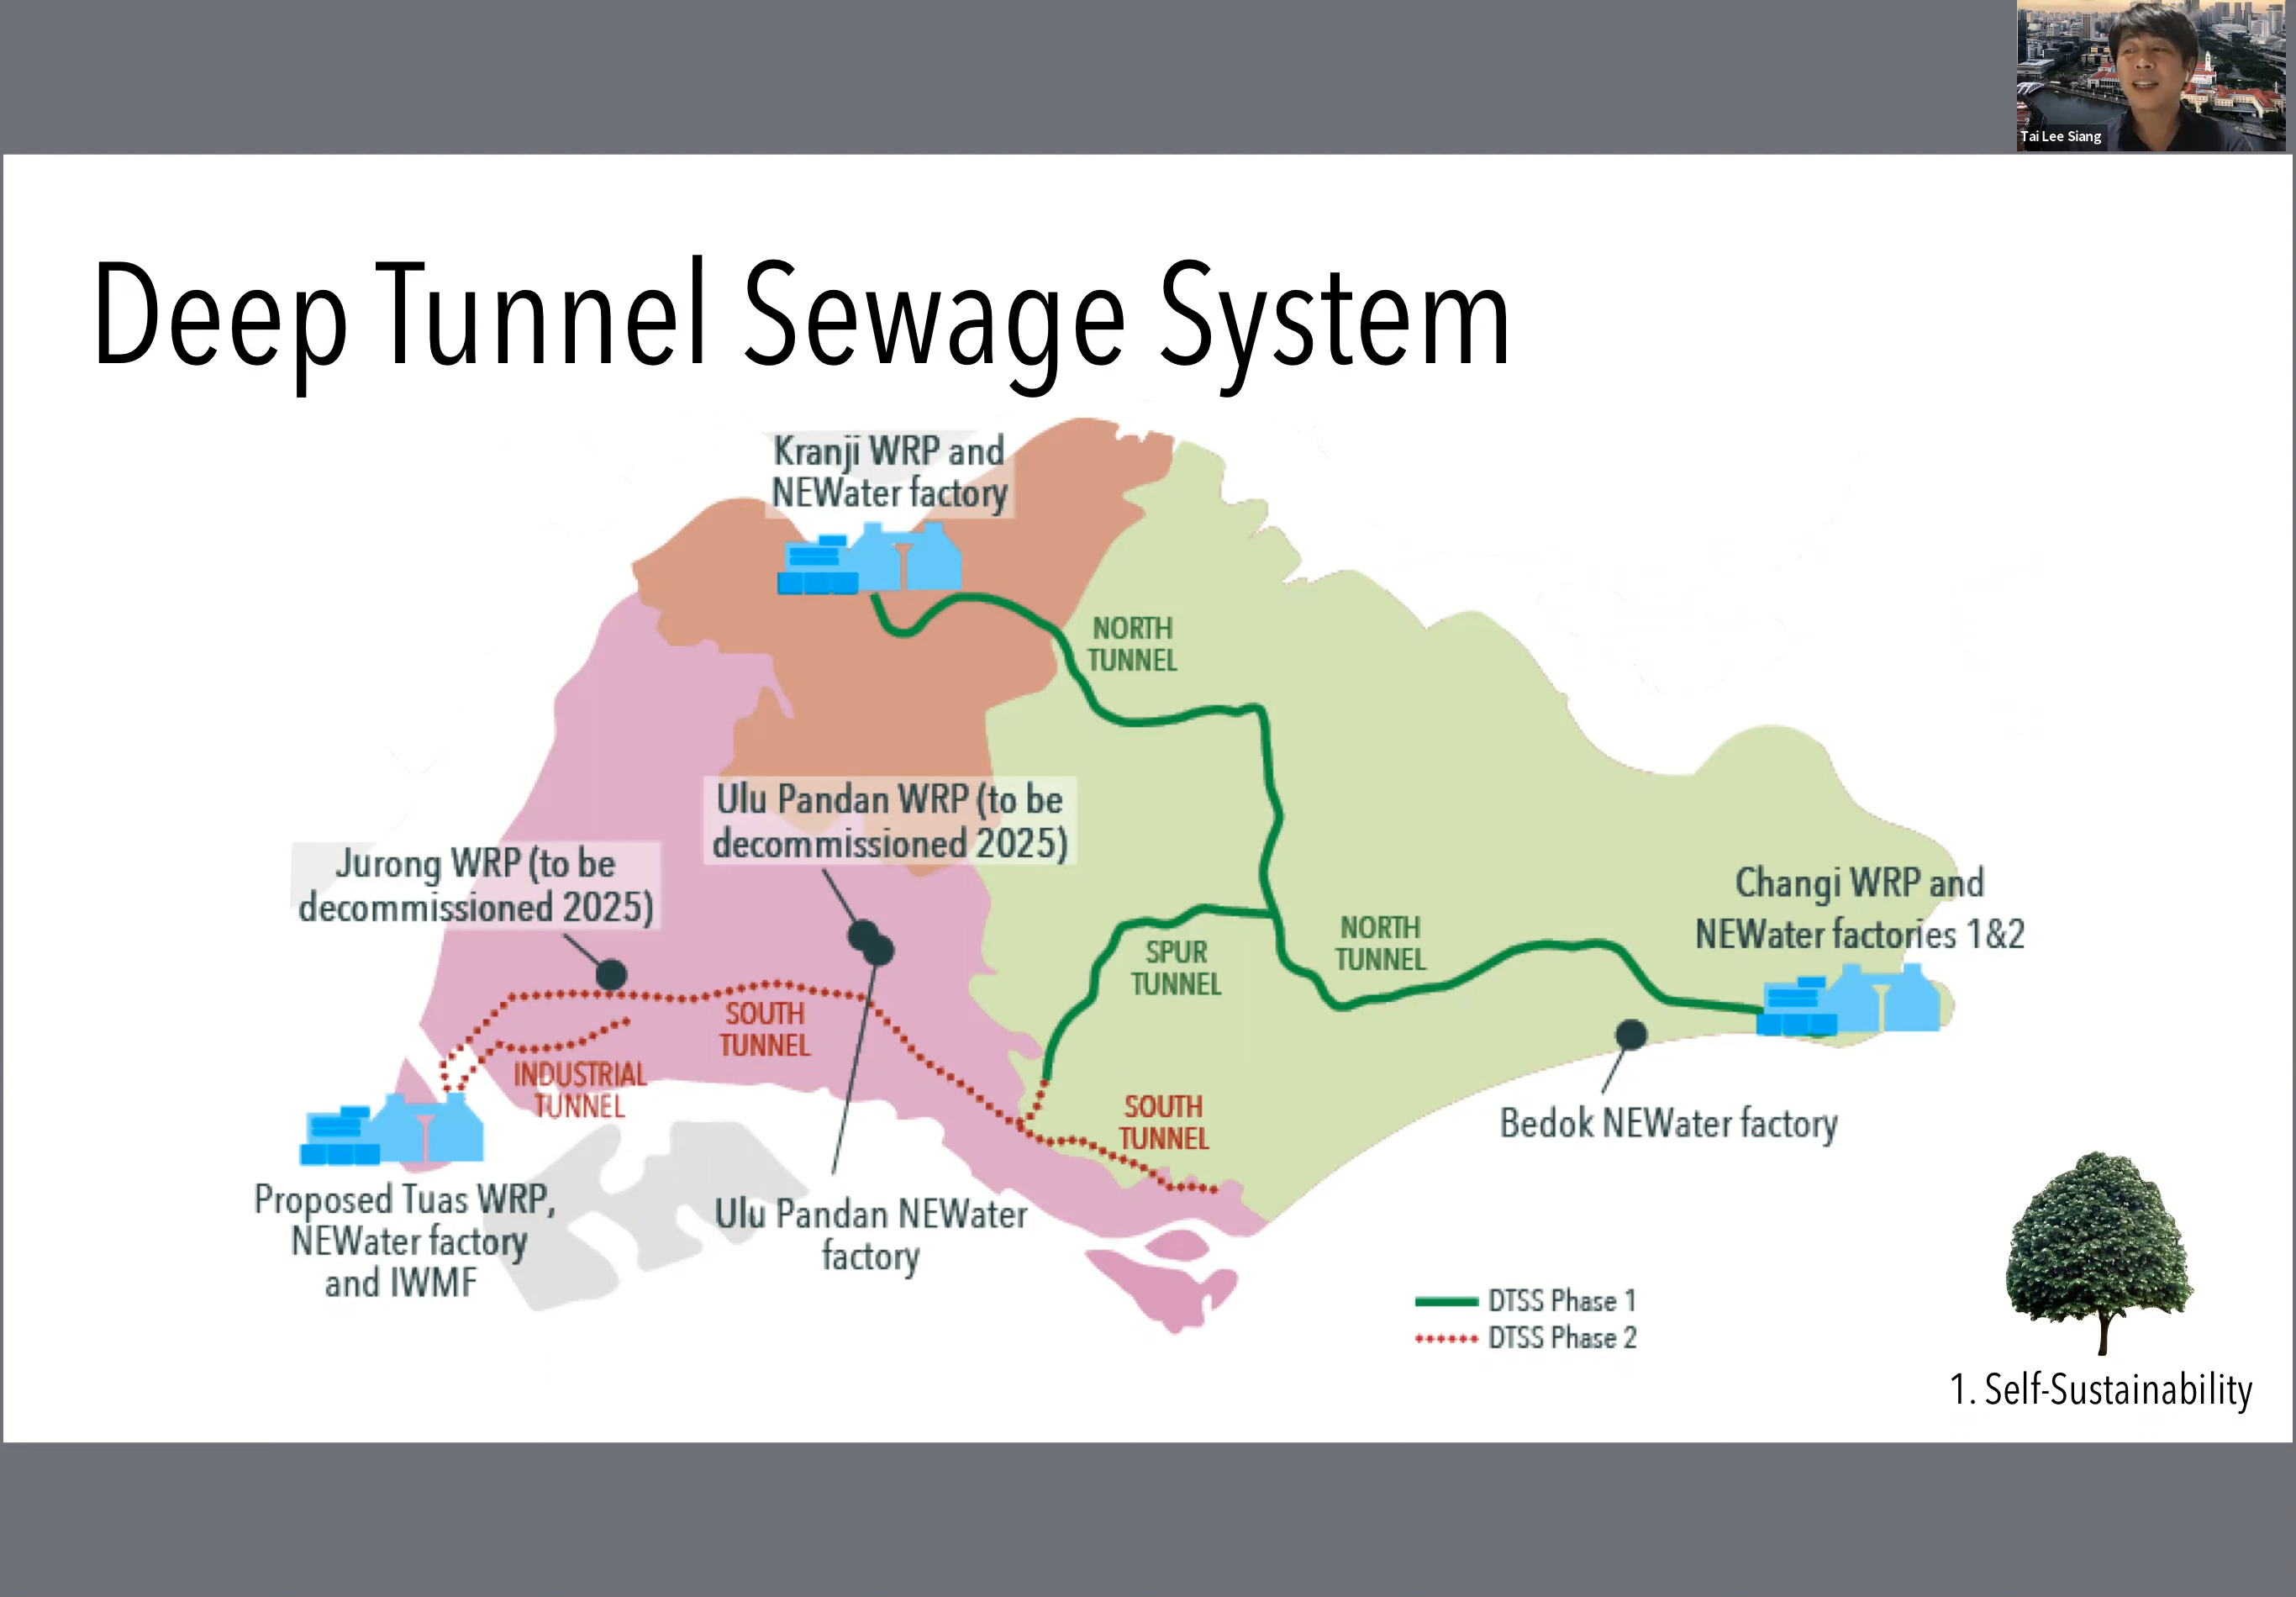 Tai Lee Siang
Deep Tunnel Sewage System
Kranji WRP and
NEWater factory
NORTH
TUNNEL
Ulu Pandan WRP (to be
decommissioned 2025)
Jurong WRP (to be
decommissioned 2025)
Changi WRP and
NEWater factories 1&2
SPUR
TUNNEL
NORTH
TUNNEL
SOUTH
TUNNEL
INDUSTRIAL
TUNNEL
SOUTH
TUNNEL
Bedok NEWater factory
Proposed Tuas WRP,
NEWater factory
and IWMF
Ulu Pandan NEWater
factory
DTSS Phase 1
DTSS Phase 2
1. Self-Sustainability